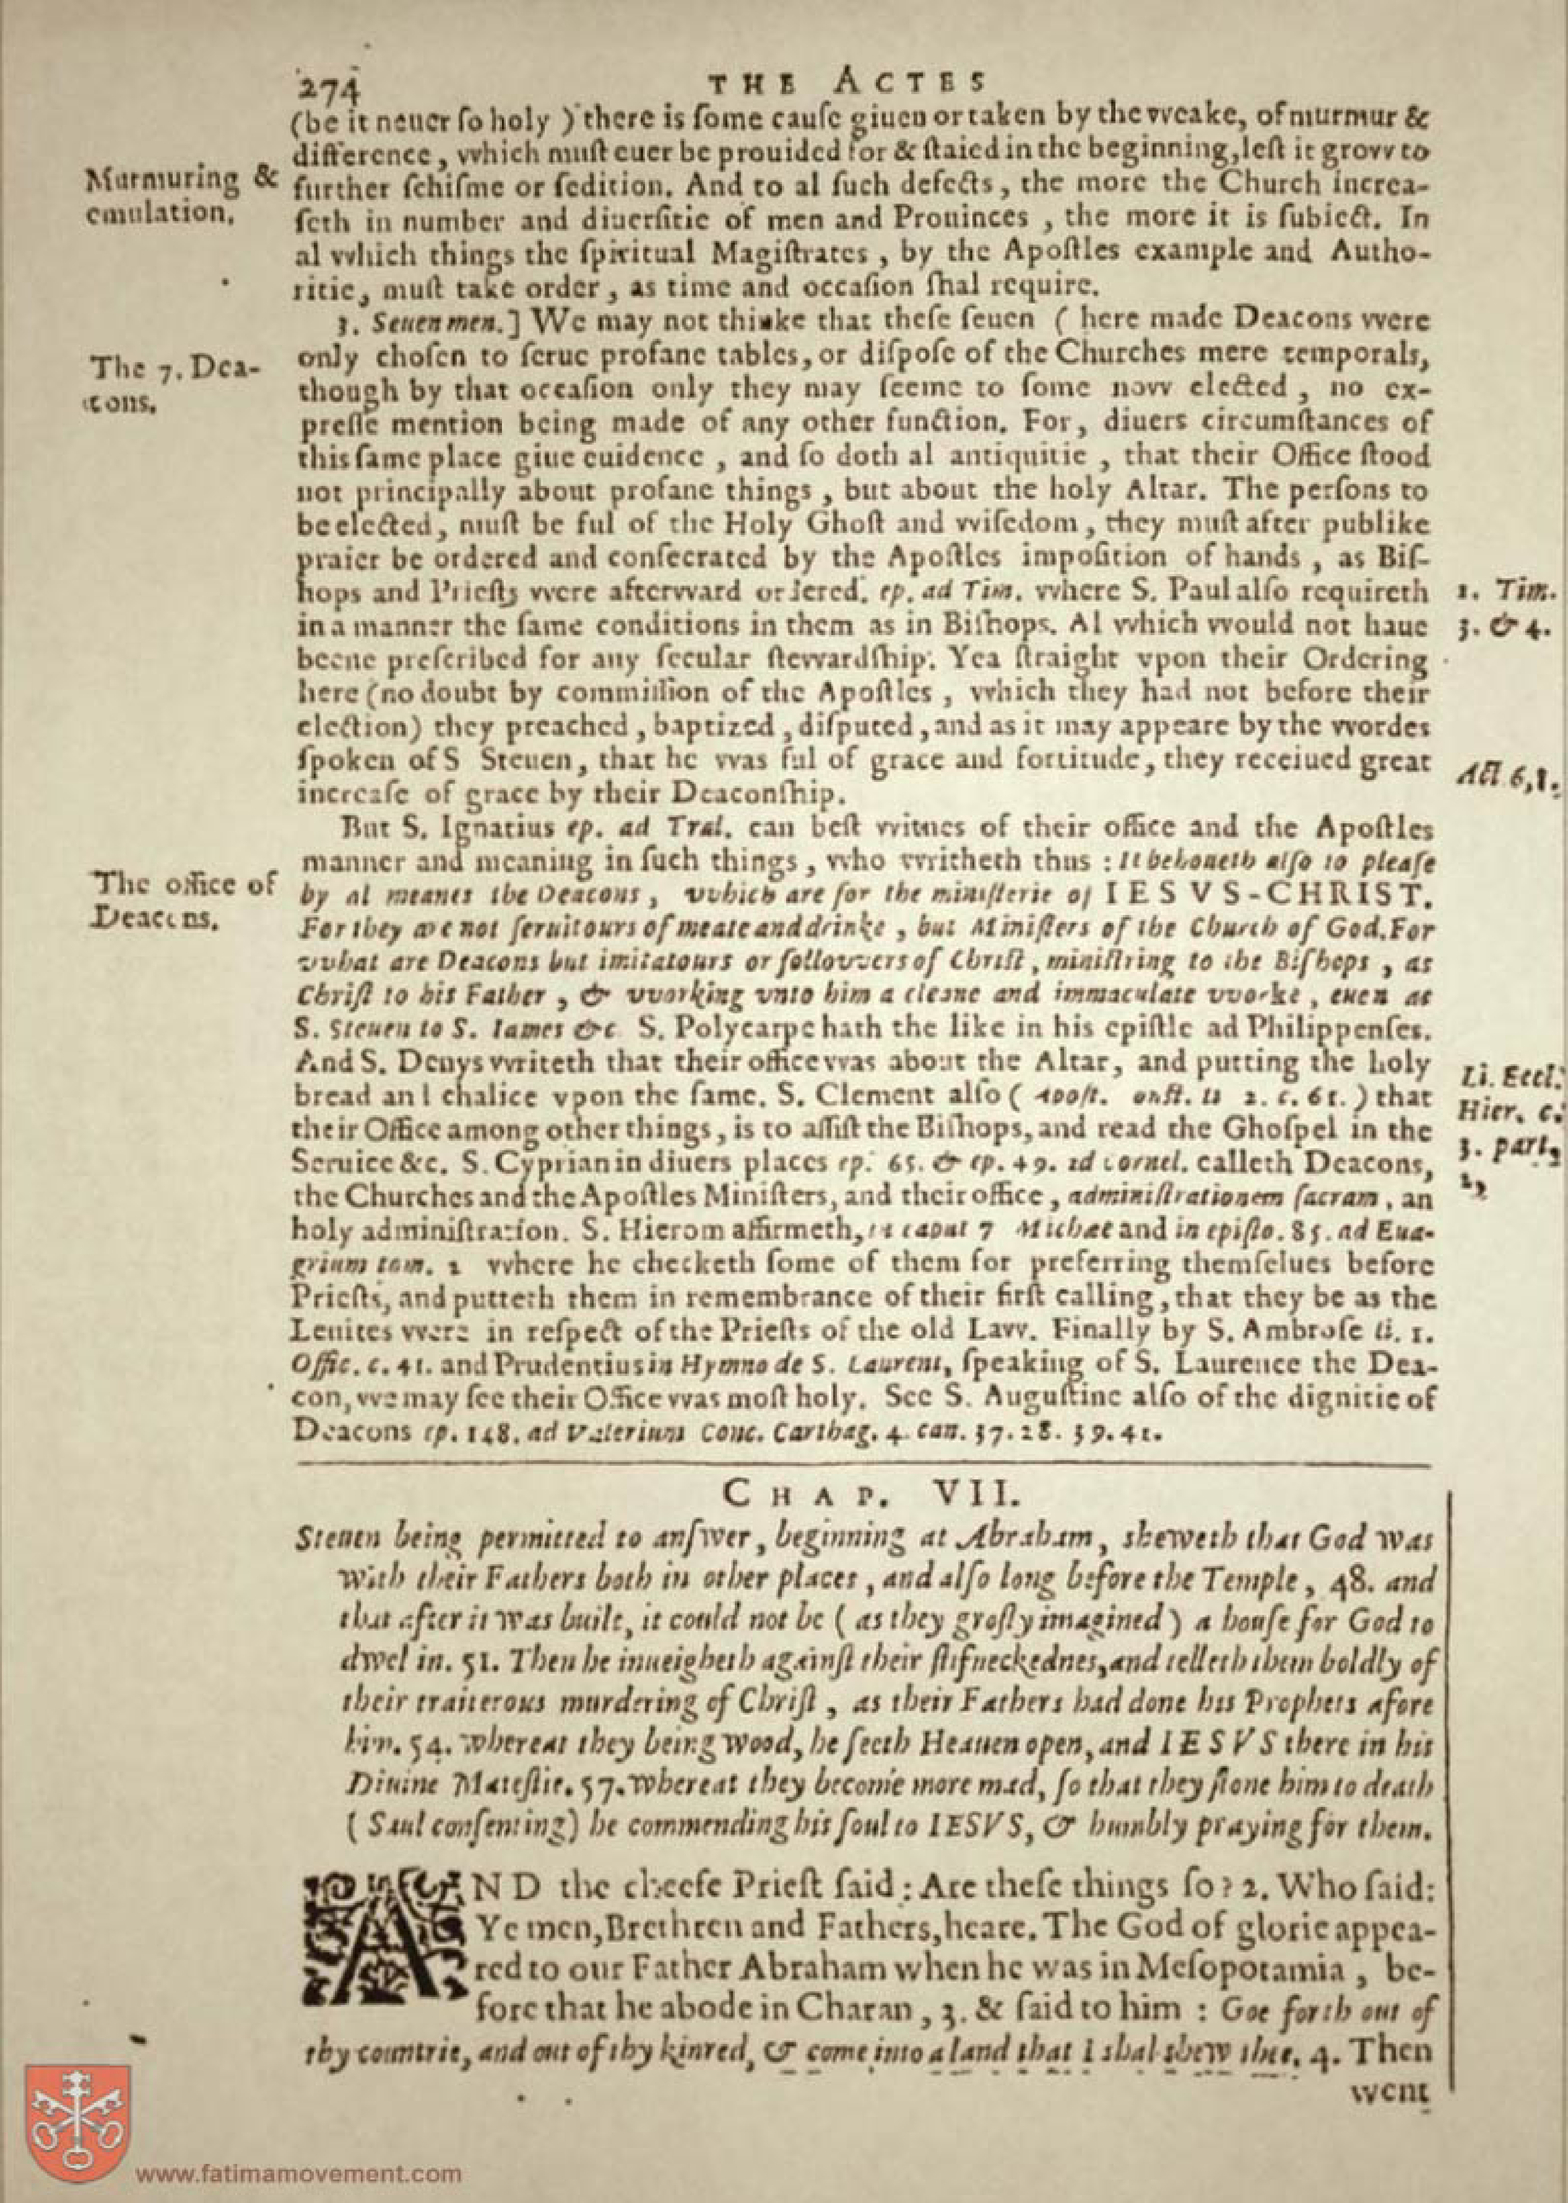 274 THE ACTES
(be it neuer ſo holy ) there is ſome cauſe giuen or taken by the vveake, of murmur &
difference, vvhich muſt euer be prouided for & ſtaied in the beginning, leſt it grovv to
Murmuring & emulation.
further ſchiſme or ſedition. And to al ſuch defects, the more the Church increa-
ſeth in number and diuerſitie of men and Prouinces, the more it is ſubiect. In
al vvhich things the ſpiritual Magiſtrates, by the Apoſtles example and Autho-
ritie, muſt take order, as time and occaſion ſhal require.
3. Seuen men.] We may not thinke that theſe ſeuen ( here made Deacons vvere
The 7. Dea-
cons.
only choſen to ſerue profane tables, or diſpoſe of the Churches mere temporals,
though by that occaſion only they may ſeeme to ſome novv elected, no ex-
preſſe mention being made of any other function. For, diuers circumſtances of
this ſame place giue euidence, and ſo doth al antiquitie, that their Office ſtood
not principally about profane things, but about the holy Altar. The perſons to
be elected, muſt be ful of the Holy Ghoſt and vviſedom, they muſt after publike
praier be ordered and conſecrated by the Apoſtles impoſition of hands, as Biſ-
hops and Prieſts vvere aftervvard ordered. ep. ad Tim. vvhere S. Paul alſo requireth
1. Tim.
3. & 4.
in a manner the ſame conditions in them as in Biſhops. Al vvhich vvould not haue
beene preſcribed for any ſecular ſtevvardſhip. Yea ſtraight vpon their Ordering
here (no doubt by commiſſion of the Apoſtles, vvhich they had not before their
election) they preached, baptized, diſputed, and as it may appeare by the vvordes
ſpoken of S Steuen, that he vvas ful of grace and fortitude, they receiued great
Act. 6, 8.
increaſe of grace by their Deaconſhip.
But S. Ignatius ep. ad Tral. can beſt vvitnes of their office and the Apoſtles
manner and meaning in ſuch things, vvho vvritheth thus : It behoueth alſo to pleaſe
The office of
Deacons.
by al meanes the Deacons, vvhich are for the miniſterie of IESVS-CHRIST.
For they are not ſeruitours of meate and drinke, but Miniſters of the Church of God. For
vvhat are Deacons but imitatours or follovvers of Chriſt, miniſtring to the Biſhops, as
Chriſt to his Father, & vvorking vnto him a cleane and immaculate vvorke, euen as
S. Steuen to S. Iames &c S. Polycarpe hath the like in his epiſtle ad Philippenſes.
And S. Denys vvriteth that their office vvas about the Altar, and putting the holy
Li. Eccl.
Hier. c.
3. part.
2,
bread and chalice vpon the ſame. S. Clement alſo ( Apoſt. li 2. c. 61. ) that
their Office among other things, is to aſſiſt the Biſhops, and read the Ghoſpel in the
Seruice &c. S. Cyprian in diuers places ep. 65. & ep. 49. ad Cornel. calleth Deacons,
the Churches and the Apoſtles Miniſters, and their office, adminiſtrationem ſacram, an
holy adminiſtration. S. Hierom affirmeth, in caput 7 Michae and in epiſto. 85. ad Eua-
grium tom. 2 vvhere he checketh ſome of them for preferring themſelues before
Prieſts, and putteth them in remembrance of their firſt calling, that they be as the
Leuites vvere in reſpect of the Prieſts of the old Lavv. Finally by S. Ambroſe li. 1.
Offic. c. 41. and Prudentius in Hymno de S. Laurent, ſpeaking of S. Laurence the Dea-
con, vve may ſee their Office vvas moſt holy. See S. Auguſtine alſo of the dignitie of
Deacons ep. 148. ad Valerium Conc. Carthag. 4. can. 37. 28. 39. 41.
CHAP. VII.
Steuen being permitted to anſwer, beginning at Abraham, sheweth that God was
with their Fathers both in other places, and alſo long before the Temple, 48. and
that after it was built, it could not be ( as they groſly imagined ) a houſe for God to
dwel in. 51. Then he inueigheth againſt their ſtifneckednes, and telleth them boldly of
their traiterous murdering of Chriſt, as their Fathers had done his Prophets afore
him. 54. whereat they being wood, he ſeeth Heauen open, and IESVS there in his
Diuine Maieſtie. 57. Whereat they become more mad, ſo that they ſtone him to death
( Saul conſenting) he commending his ſoul to IESVS, & humbly praying for them.
AND the cheefe Prieſt ſaid : Are theſe things ſo? 2. Who ſaid:
Ye men, Brethren and Fathers, heare. The God of glorie appea-
red to our Father Abraham when he was in Meſopotamia, be-
fore that he abode in Charan, 3. & ſaid to him : Goe forth out of
thy countrie, and out of thy kinred, & come into a land that I shal shew thee. 4. Then
went
www.fatimamovement.com